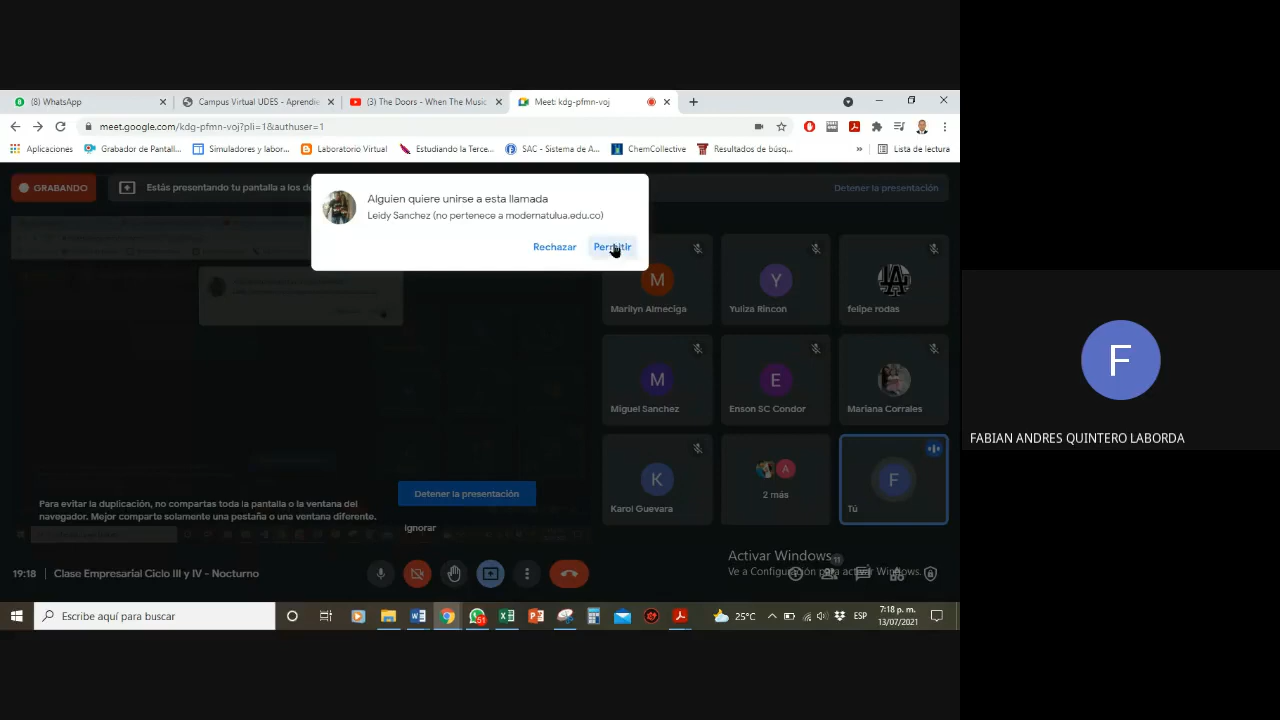 (8) WhatsApp
Campus Virtual UDES - Aprendie
(3) The Doors - When The Music
Meet: kdg-pfmn-voj
meet.google.com/kdg-pfmn-voj?pli=1&authuser=1
Aplicaciones
Grabador de Pantall...
Simuladores y labor...
Laboratorio Virtual
Estudiando la Terce...
SAC - Sistema de A...
ChemCollective
Resultados de búsq...
»
Lista de lectura
GRABANDO
Estás presentando tu pantalla a los de
Detener la presentación
Alguien quiere unirse a esta llamada
Leidy Sanchez (no pertenece a modernatulua.edu.co)
Rechazar
Permitir
M
Marilyn Almeciga
Y
Yuliza Rincon
LA
felipe rodas
M
Miguel Sanchez
E
Enson SC Condor
Mariana Corrales
K
Karol Guevara
A
2 más
F
Tú
Detener la presentación
Para evitar la duplicación, no compartas toda la pantalla o la ventana del
navegador. Mejor comparte solamente una pestaña o una ventana diferente.
Ignorar
F
FABIAN ANDRES QUINTERO LABORDA
Activar Windows
Ve a Configuración para activar Windows.
11
19:18 | Clase Empresarial Ciclo III y IV - Nocturno
Escribe aquí para buscar
51
25°C
ESP
7:18 p. m.
13/07/2021